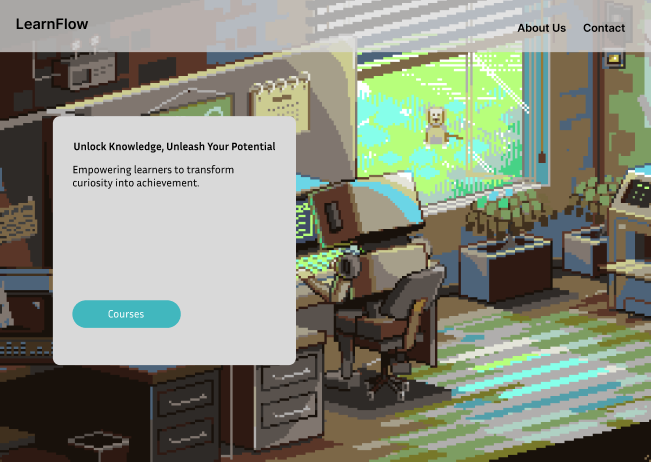 LearnFlow
About Us
Contact
Unlock Knowledge, Unleash Your Potential
Empowering learners to transform
curiosity into achievement.
Courses